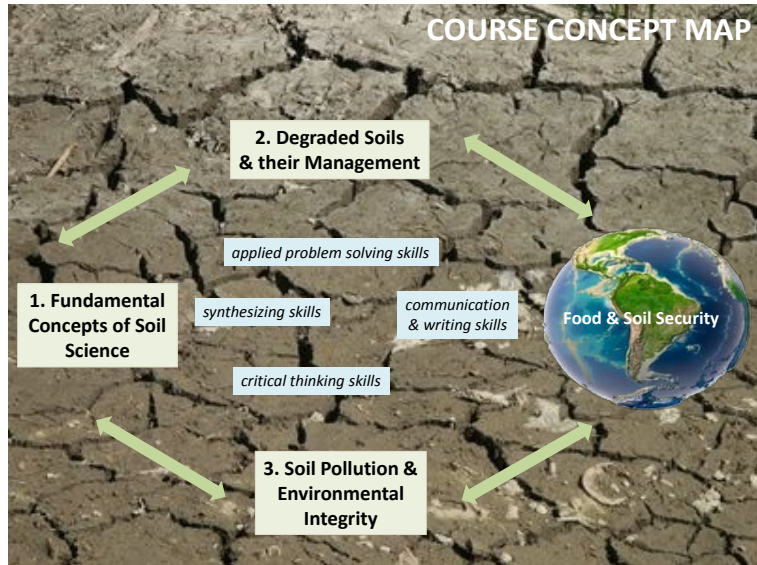 COURSE CONCEPT MAP
2. Degraded Soils
& their Management
applied problem solving skills
1. Fundamental
Concepts of Soil
Science
synthesizing skills
communication
& writing skills
Food & Soil Security
critical thinking skills
3. Soil Pollution &
Environmental
Integrity